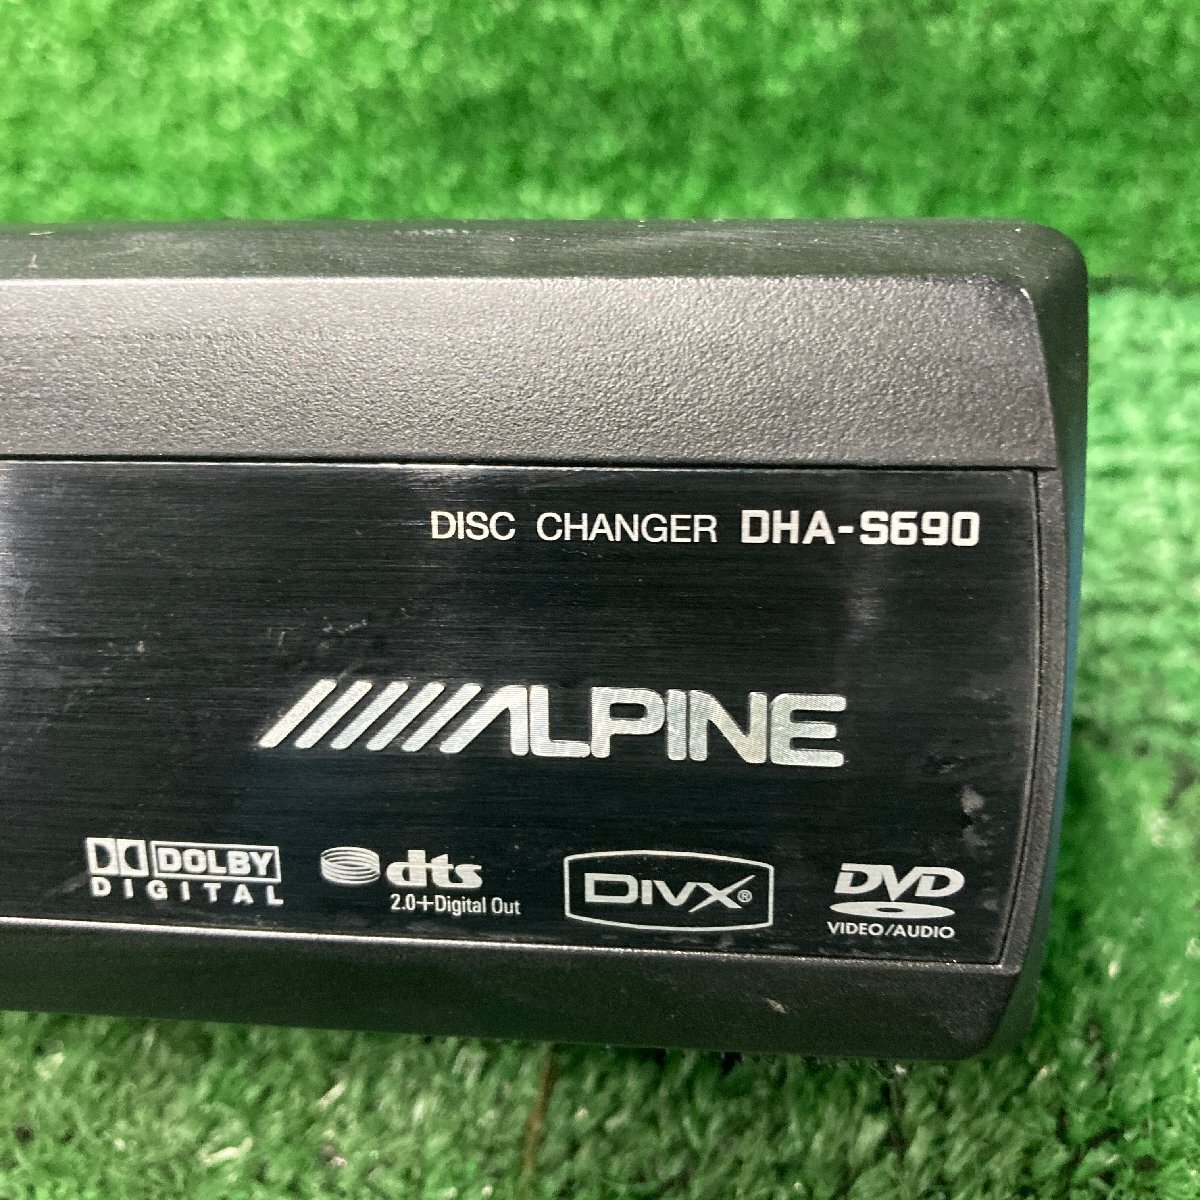 DISC CHANGER DHA-S690
ALPINE
DOLBY
DIGITAL
dts
2.0+Digital Out
DIVX®
DVD
VIDEO/AUDIO